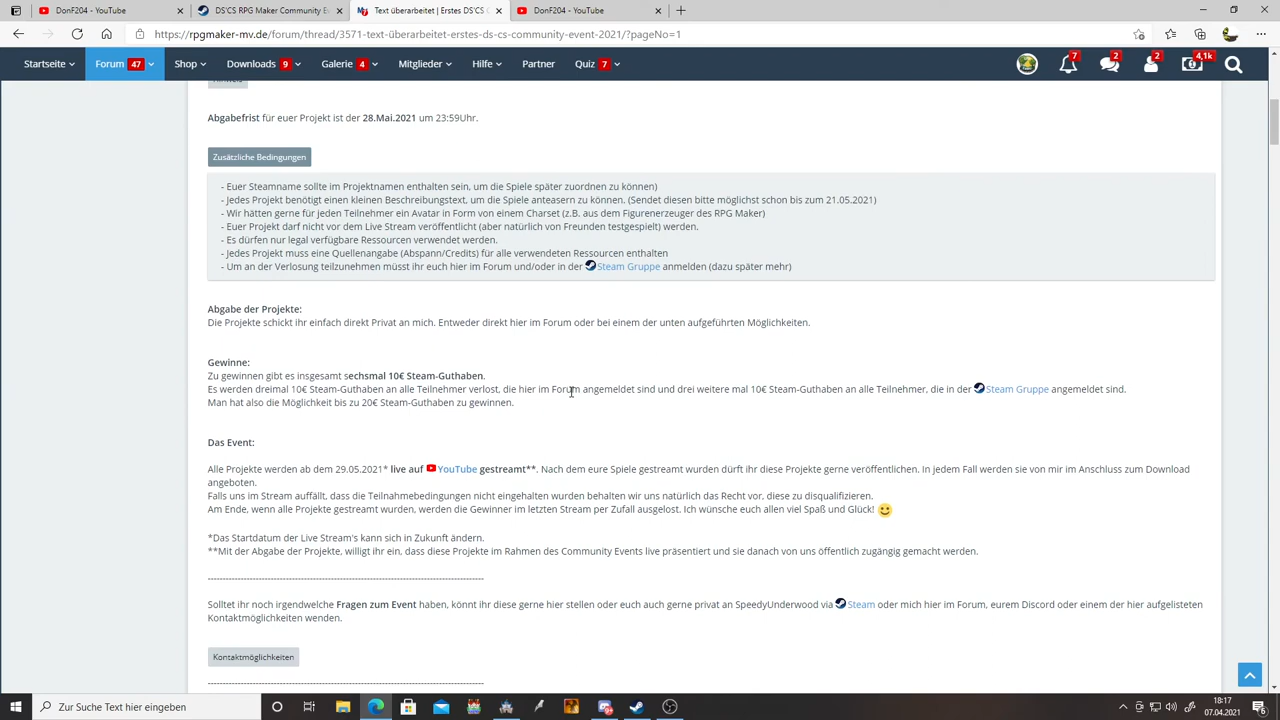 DonF204 - YouTube
DS'CS RPG Maker Community E
Text überarbeitet | Erstes DS'CS
DonF204 - YouTube
https://rpgmaker-mv.de/forum/thread/3571-text-überarbeitet-erstes-ds-cs-community-event-2021/?pageNo=1
Startseite Forum 47 Shop Downloads 9 Galerie 4 Mitglieder Hilfe Partner Quiz 7 7 2 2 4,1k
Abgabefrist für euer Projekt ist der 28.Mai.2021 um 23:59Uhr.
Zusätzliche Bedingungen
- Euer Steamname sollte im Projektnamen enthalten sein, um die Spiele später zuordnen zu können)
- Jedes Projekt benötigt einen kleinen Beschreibungstext, um die Spiele anteasern zu können. (Sendet diesen bitte möglichst schon bis zum 21.05.2021)
- Wir hätten gerne für jeden Teilnehmer ein Avatar in Form von einem Charset (z.B. aus dem Figurenerzeuger des RPG Maker)
- Euer Projekt darf nicht vor dem Live Stream veröffentlicht (aber natürlich von Freunden testgespielt) werden.
- Es dürfen nur legal verfügbare Ressourcen verwendet werden.
- Jedes Projekt muss eine Quellenangabe (Abspann/Credits) für alle verwendeten Ressourcen enthalten
- Um an der Verlosung teilzunehmen müsst ihr euch hier im Forum und/oder in der Steam Gruppe anmelden (dazu später mehr)
Abgabe der Projekte:
Die Projekte schickt ihr einfach direkt Privat an mich. Entweder direkt hier im Forum oder bei einem der unten aufgeführten Möglichkeiten.
Gewinne:
Zu gewinnen gibt es insgesamt sechsmal 10€ Steam-Guthaben.
Es werden dreimal 10€ Steam-Guthaben an alle Teilnehmer verlost, die hier im Forum angemeldet sind und drei weitere mal 10€ Steam-Guthaben an alle Teilnehmer, die in der Steam Gruppe angemeldet sind.
Man hat also die Möglichkeit bis zu 20€ Steam-Guthaben zu gewinnen.
Das Event:
Alle Projekte werden ab dem 29.05.2021* live auf YouTube gestreamt**. Nach dem eure Spiele gestreamt wurden dürft ihr diese Projekte gerne veröffentlichen. In jedem Fall werden sie von mir im Anschluss zum Download
angeboten.
Falls uns im Stream auffällt, dass die Teilnahmebedingungen nicht eingehalten wurden behalten wir uns natürlich das Recht vor, diese zu disqualifizieren.
Am Ende, wenn alle Projekte gestreamt wurden, werden die Gewinner im letzten Stream per Zufall ausgelost. Ich wünsche euch allen viel Spaß und Glück!
*Das Startdatum der Live Stream's kann sich in Zukunft ändern.
**Mit der Abgabe der Projekte, willigt ihr ein, dass diese Projekte im Rahmen des Community Events live präsentiert und sie danach von uns öffentlich zugängig gemacht werden.
--------------------------------------------------------------------------------------------
Solltet ihr noch irgendwelche Fragen zum Event haben, könnt ihr diese gerne hier stellen oder euch auch gerne privat an SpeedyUnderwood via Steam oder mich hier im Forum, eurem Discord oder einem der hier aufgelisteten
Kontaktmöglichkeiten wenden.
Kontaktmöglichkeiten
--------------------------------------------------------------------------------------------
Zur Suche Text hier eingeben
18:17
07.04.2021